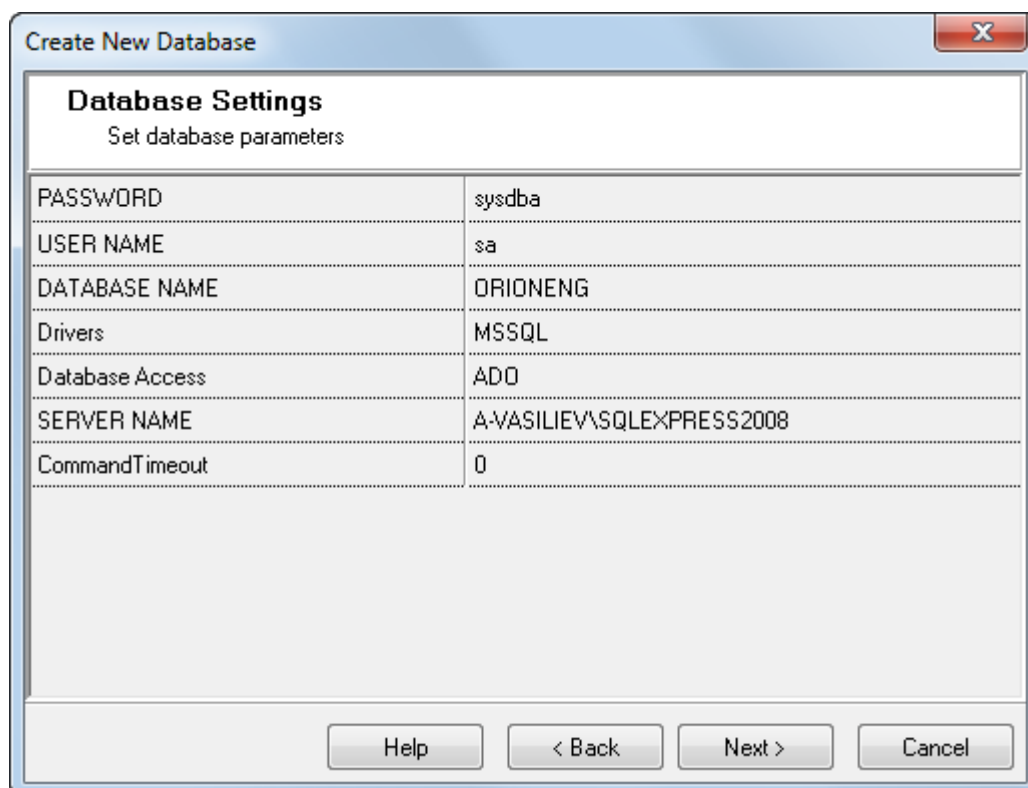 Create New Database
Database Settings
Set database parameters
PASSWORD sysdba
USER NAME sa
DATABASE NAME ORIONENG
Drivers MSSQL
Database Access ADO
SERVER NAME A-VASILIEV\SQLEXPRESS2008
CommandTimeout 0
Help < Back Next > Cancel